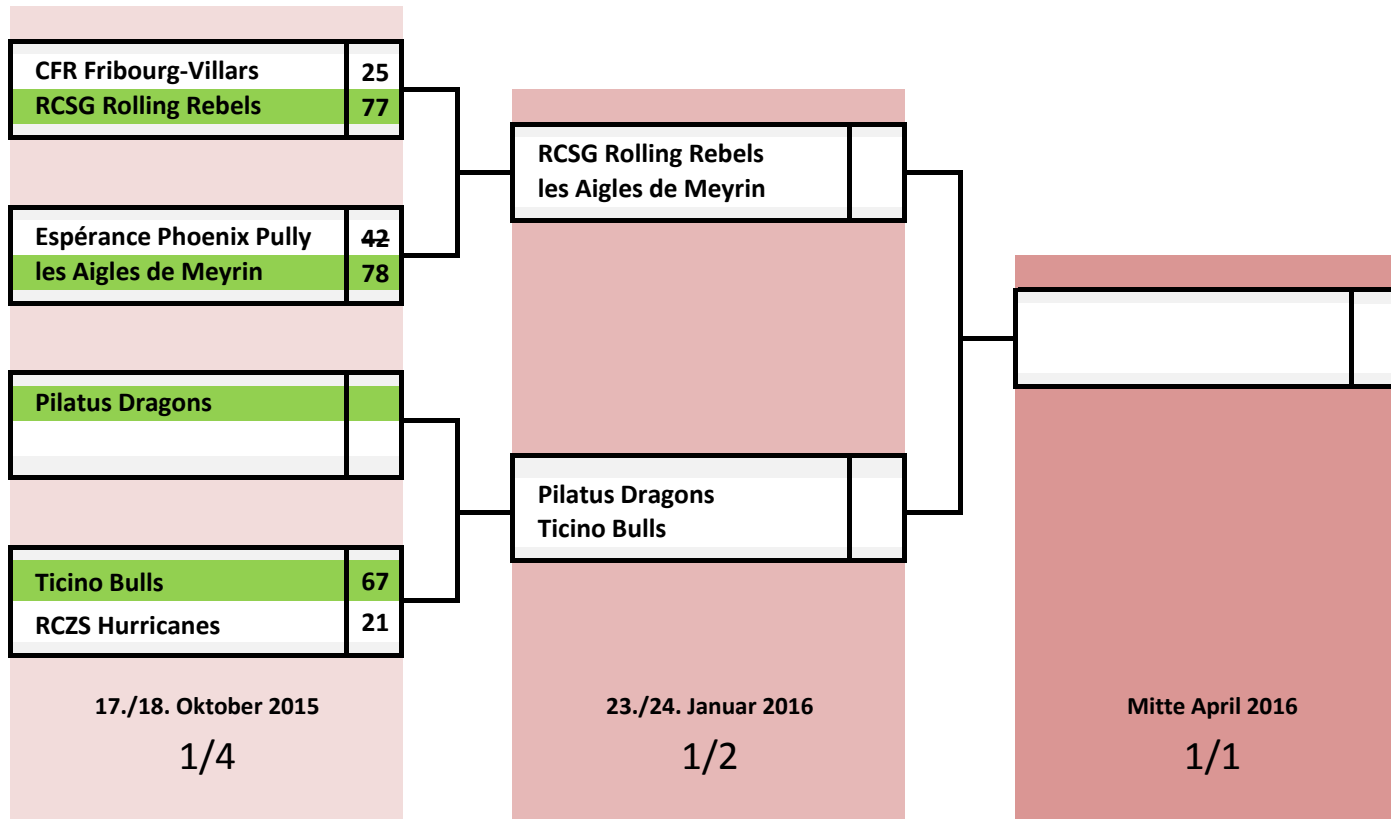 CFR Fribourg-Villars 25
RCSG Rolling Rebels 77
Espérance Phoenix Pully 42
les Aigles de Meyrin 78
Pilatus Dragons
Ticino Bulls 67
RCZS Hurricanes 21
17./18. Oktober 2015
1/4
RCSG Rolling Rebels
les Aigles de Meyrin
Pilatus Dragons
Ticino Bulls
23./24. Januar 2016
1/2
Mitte April 2016
1/1